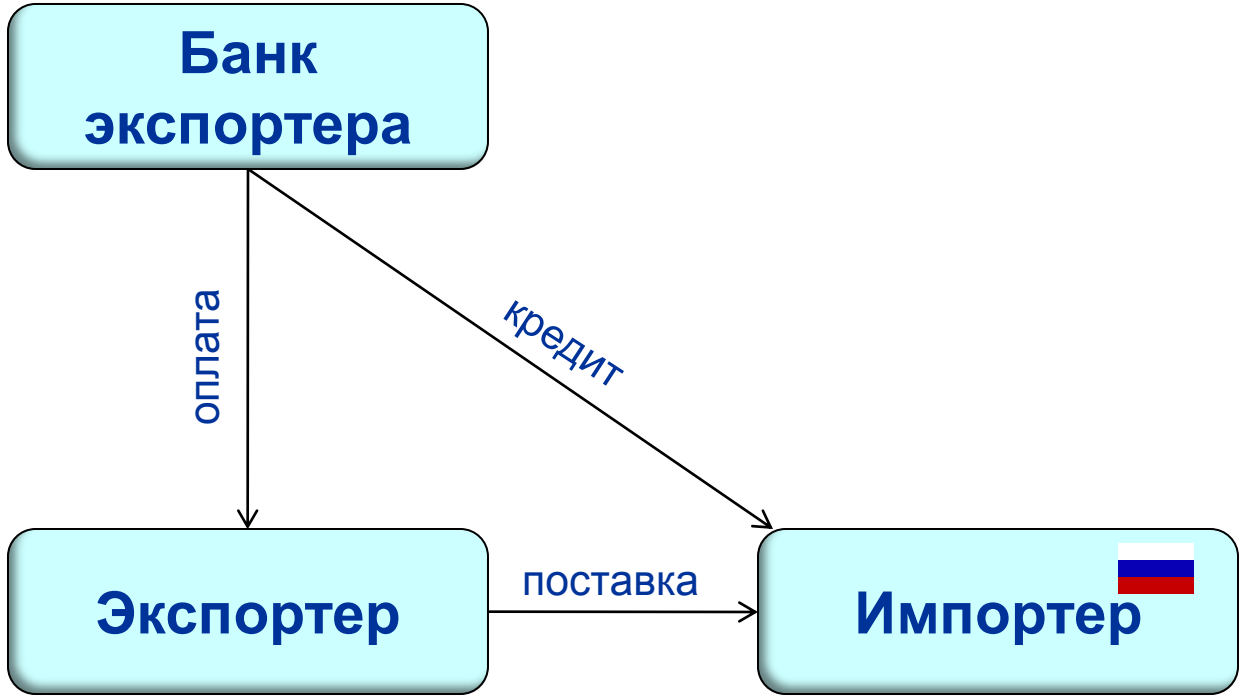 Банк
экспортера
оплата
кредит
поставка
Экспортер
Импортер